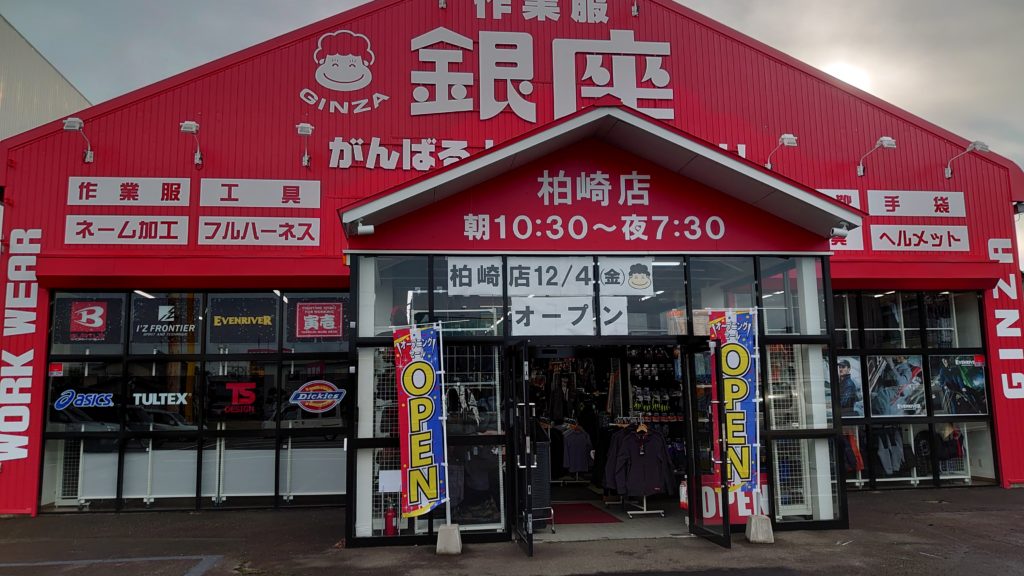 作業服
銀座
GINZA
がんばる
柏崎店
朝10:30～夜7:30
作業服
工具
ネーム加工
フルハーネス
手袋
ヘルメット
WORK WEAR
GINZA
柏崎店12/4(金)
オープン
B
I'Z FRONTIER
EVENRIVER
寅壱
asics
TULTEX
TS
DESIGN
Dickies
OPEN
OPEN
OPEN